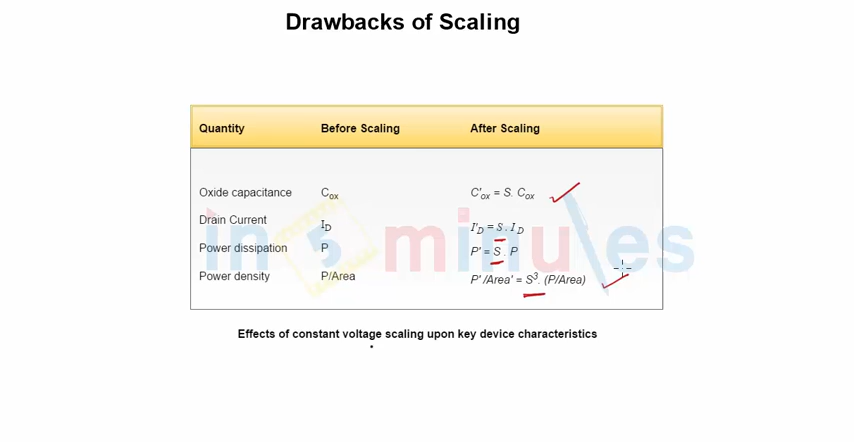 Drawbacks of Scaling
Quantity Before Scaling After Scaling
Oxide capacitance Cox C'ox = S. Cox
Drain Current ID I'D = S . ID
Power dissipation P P' = S . P
Power density P/Area P' /Area' = S³. (P/Area)
in 3 minutes
Effects of constant voltage scaling upon key device characteristics